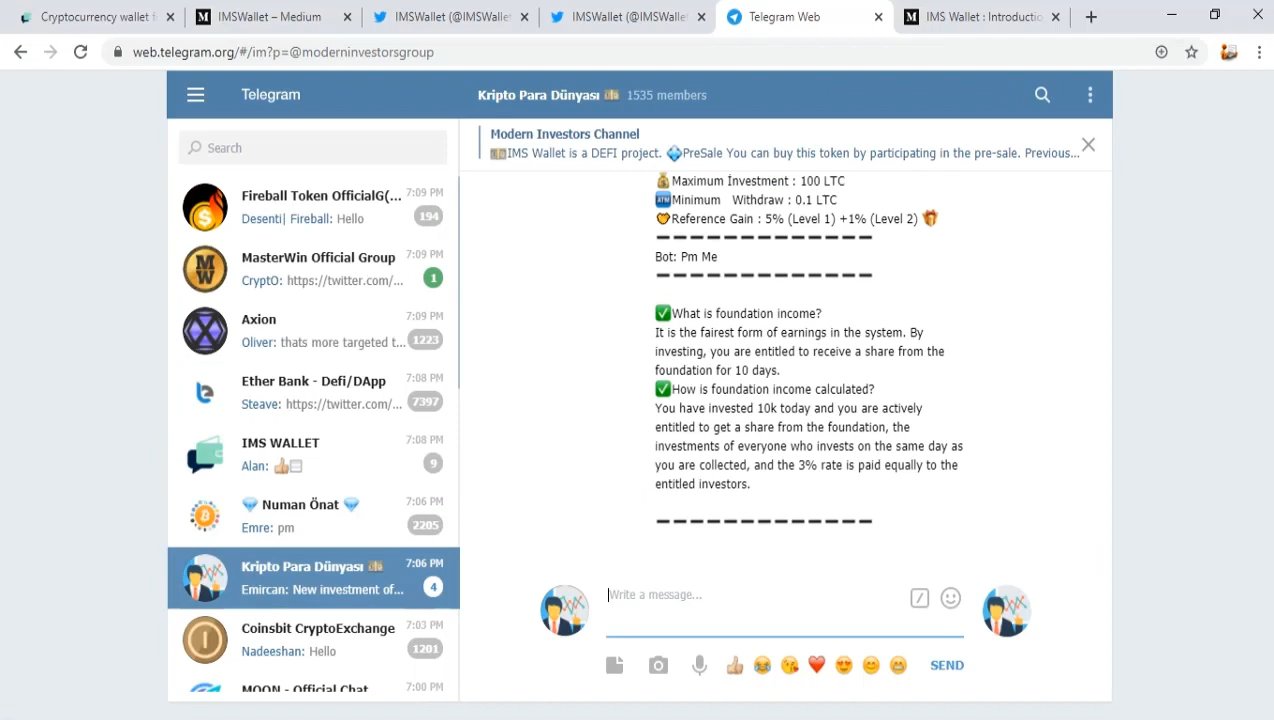 Cryptocurrency wallet f
IMSWallet – Medium
IMSWallet (@IMSWalle
IMSWallet (@IMSWalle
Telegram Web
IMS Wallet : Introductio
web.telegram.org/#/im?p=@moderninvestorsgroup
Telegram
Kripto Para Dünyası 1535 members
Search
Modern Investors Channel
IMS Wallet is a DEFI project. PreSale You can buy this token by participating in the pre-sale. Previous...
Fireball Token OfficialG(... 7:09 PM
Desenti| Fireball: Hello 194
MasterWin Official Group 7:09 PM
CryptO: https://twitter.com/... 1
Axion 7:09 PM
Oliver: thats more targeted t... 1223
Ether Bank - Defi/DApp 7:08 PM
Steave: https://twitter.com/... 7397
IMS WALLET 7:08 PM
Alan: 👍🏻 9
💎 Numan Önat 💎 7:06 PM
Emre: pm 2205
Kripto Para Dünyası 7:06 PM
Emircan: New investment of... 4
Coinsbit CryptoExchange 7:03 PM
Nadeeshan: Hello 1201
MOON - Official Chat 7:00 PM
💰Maximum İnvestment : 100 LTC
🏧Minimum Withdraw : 0.1 LTC
Reference Gain : 5% (Level 1) +1% (Level 2) 🎁
➖➖➖➖➖➖➖➖➖➖➖➖➖
Bot: Pm Me
➖➖➖➖➖➖➖➖➖➖➖➖➖
✅What is foundation income?
It is the fairest form of earnings in the system. By
investing, you are entitled to receive a share from the
foundation for 10 days.
✅How is foundation income calculated?
You have invested 10k today and you are actively
entitled to get a share from the foundation, the
investments of everyone who invests on the same day as
you are collected, and the 3% rate is paid equally to the
entitled investors.
➖➖➖➖➖➖➖➖➖➖➖➖➖
Write a message...
SEND